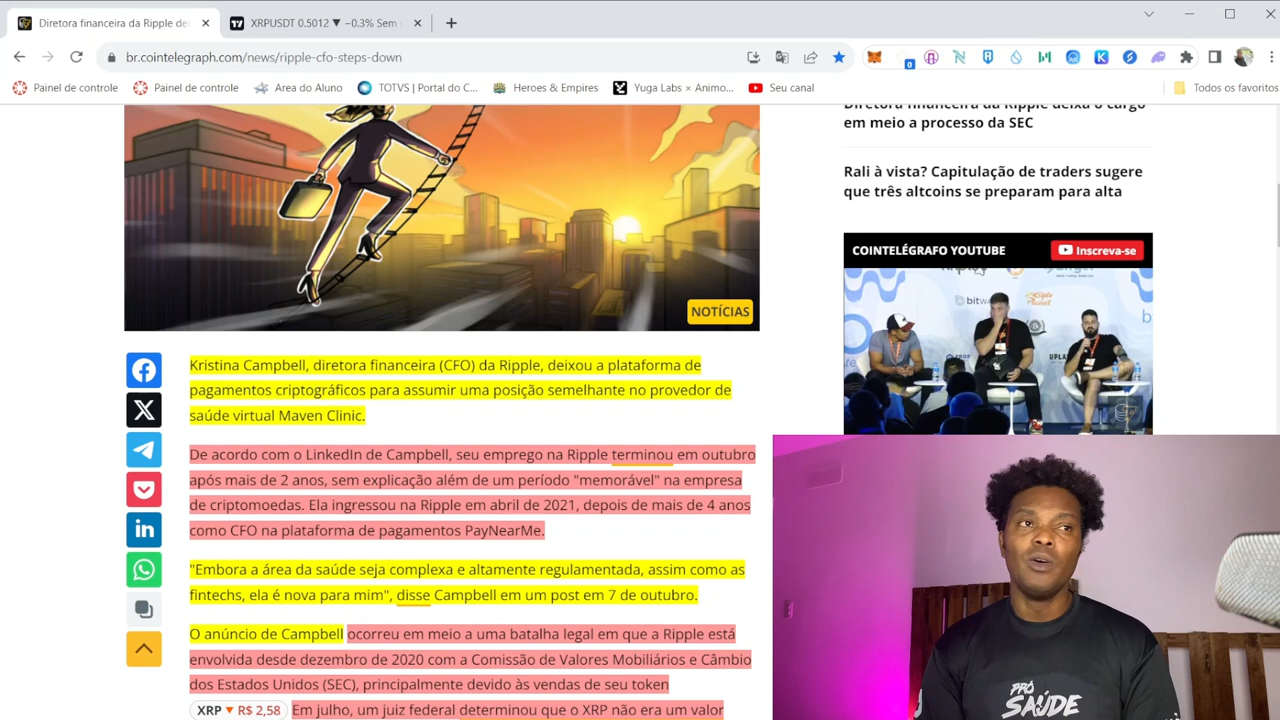 Diretora financeira da Ripple dei
XRPUSDT 0.5012 ▼ −0.3% Sem
br.cointelegraph.com/news/ripple-cfo-steps-down
0
Painel de controle
Painel de controle
Area do Aluno
TOTVS | Portal do C...
Heroes & Empires
Yuga Labs × Animo...
Seu canal
Todos os favoritos
NOTÍCIAS
Kristina Campbell, diretora financeira (CFO) da Ripple, deixou a plataforma de
pagamentos criptográficos para assumir uma posição semelhante no provedor de
saúde virtual Maven Clinic.
De acordo com o LinkedIn de Campbell, seu emprego na Ripple terminou em outubro
após mais de 2 anos, sem explicação além de um período "memorável" na empresa
de criptomoedas. Ela ingressou na Ripple em abril de 2021, depois de mais de 4 anos
como CFO na plataforma de pagamentos PayNearMe.
"Embora a área da saúde seja complexa e altamente regulamentada, assim como as
fintechs, ela é nova para mim", disse Campbell em um post em 7 de outubro.
O anúncio de Campbell ocorreu em meio a uma batalha legal em que a Ripple está
envolvida desde dezembro de 2020 com a Comissão de Valores Mobiliários e Câmbio
dos Estados Unidos (SEC), principalmente devido às vendas de seu token
XRP ▼ R$ 2,58 Em julho, um juiz federal determinou que o XRP não era um valor
Diretora financeira da Ripple deixa o cargo
em meio a processo da SEC
Rali à vista? Capitulação de traders sugere
que três altcoins se preparam para alta
COINTELÉGRAFO YOUTUBE
Inscreva-se
bitw
UPLA
PRÓ
SAÚDE